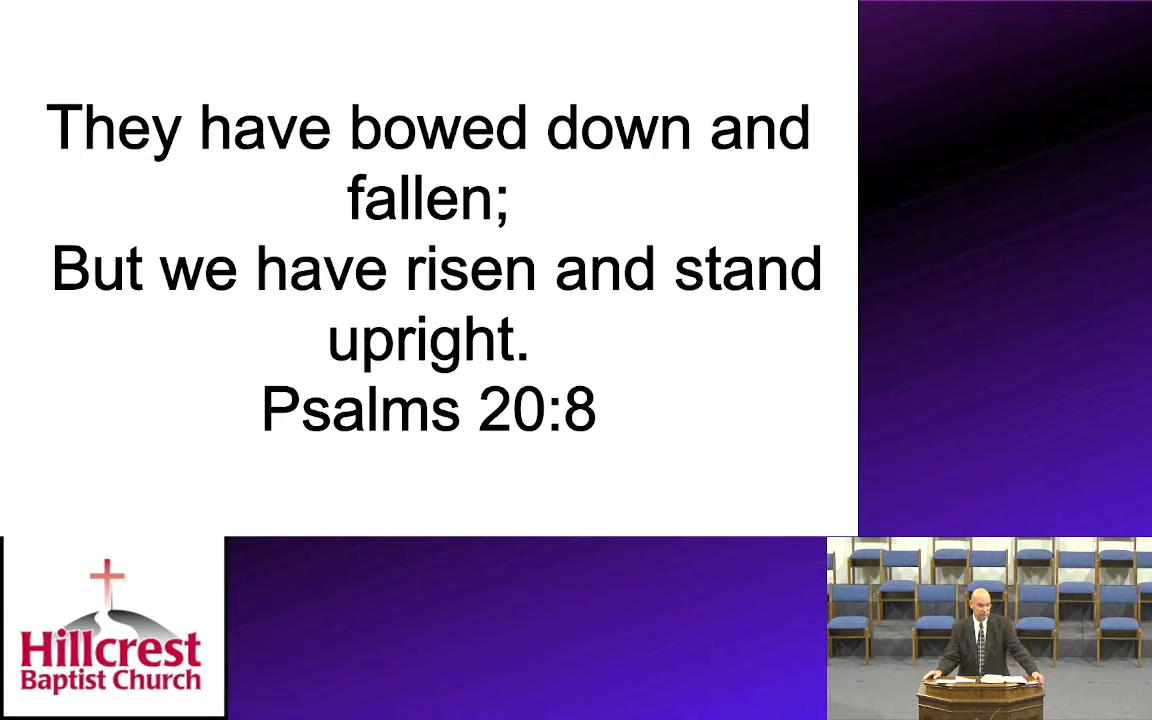 They have bowed down and
fallen;
But we have risen and stand
upright.
Psalms 20:8
Hillcrest
Baptist Church